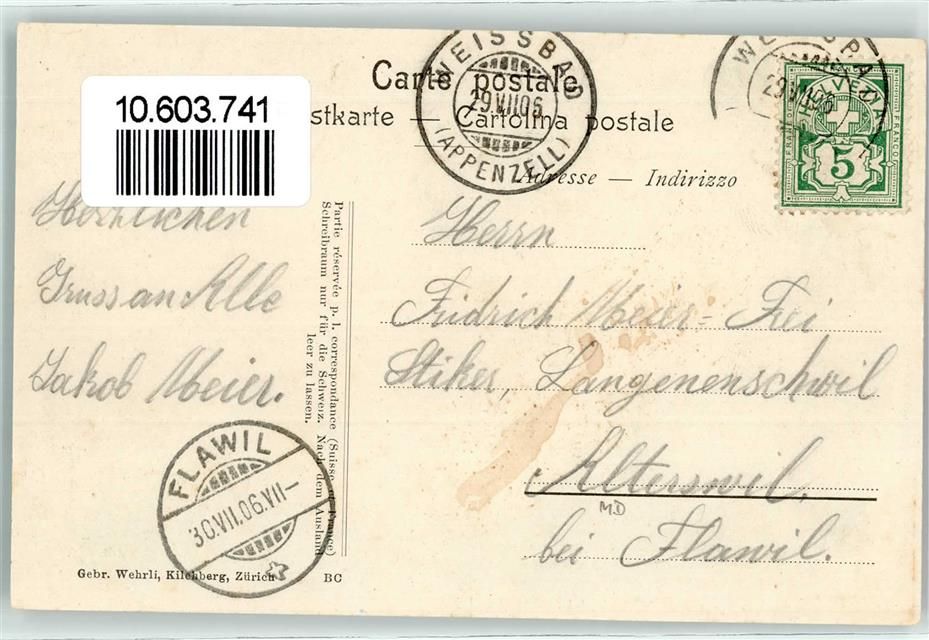 Carte postale
stkarte — Cartolina postale
Adresse — Indirizzo
WEISSBAD
29.VII.06
(APPENZELL)
5
10.603.741
Herzlichen
Gruss an Alle
Jakob Meier.
Partie réservée p. l. correspondance (Suisse et France)
Schreibraum nur für die Schweiz. Nach dem Ausland
leer zu lassen.
Herrn
Fridrich Meier-Frei
Stiker, Langenenschwil
Alterswil,
MD
bei Flawil.
FLAWIL
30.VII.06.VII-
Gebr. Wehrli, Kilchberg, Zürich
BC